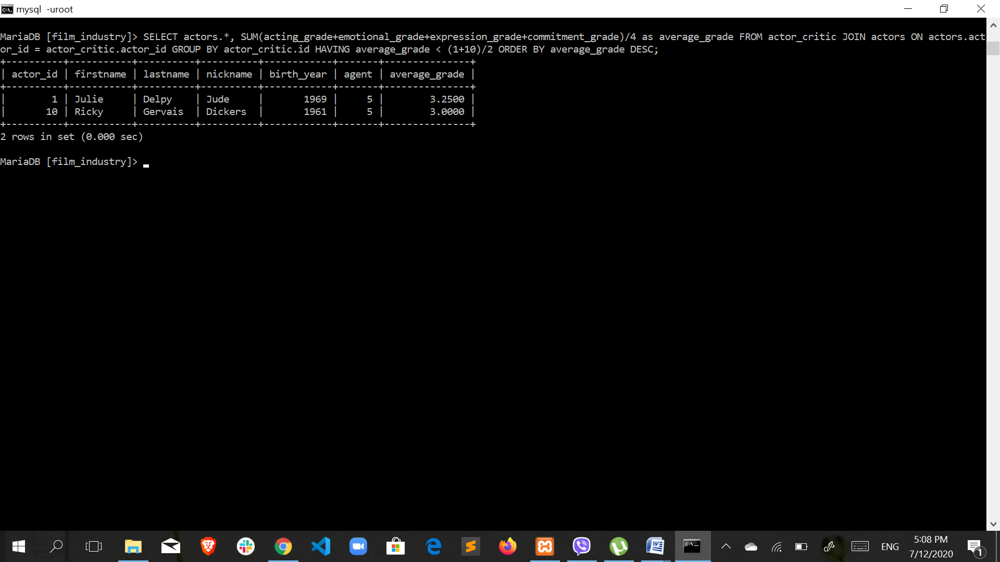 mysql  -uroot
MariaDB [film_industry]> SELECT actors.*, SUM(acting_grade+emotional_grade+expression_grade+commitment_grade)/4 as average_grade FROM actor_critic JOIN actors ON actors.act
or_id = actor_critic.actor_id GROUP BY actor_critic.id HAVING average_grade < (1+10)/2 ORDER BY average_grade DESC;
+----------+-----------+----------+----------+------------+-------+---------------+
| actor_id | firstname | lastname | nickname | birth_year | agent | average_grade |
+----------+-----------+----------+----------+------------+-------+---------------+
|        1 | Julie     | Delpy    | Jude     |       1969 |     5 |        3.2500 |
|       10 | Ricky     | Gervais  | Dickers  |       1961 |     5 |        3.0000 |
+----------+-----------+----------+----------+------------+-------+---------------+
2 rows in set (0.000 sec)
MariaDB [film_industry]>
ENG
5:08 PM
7/12/2020
1